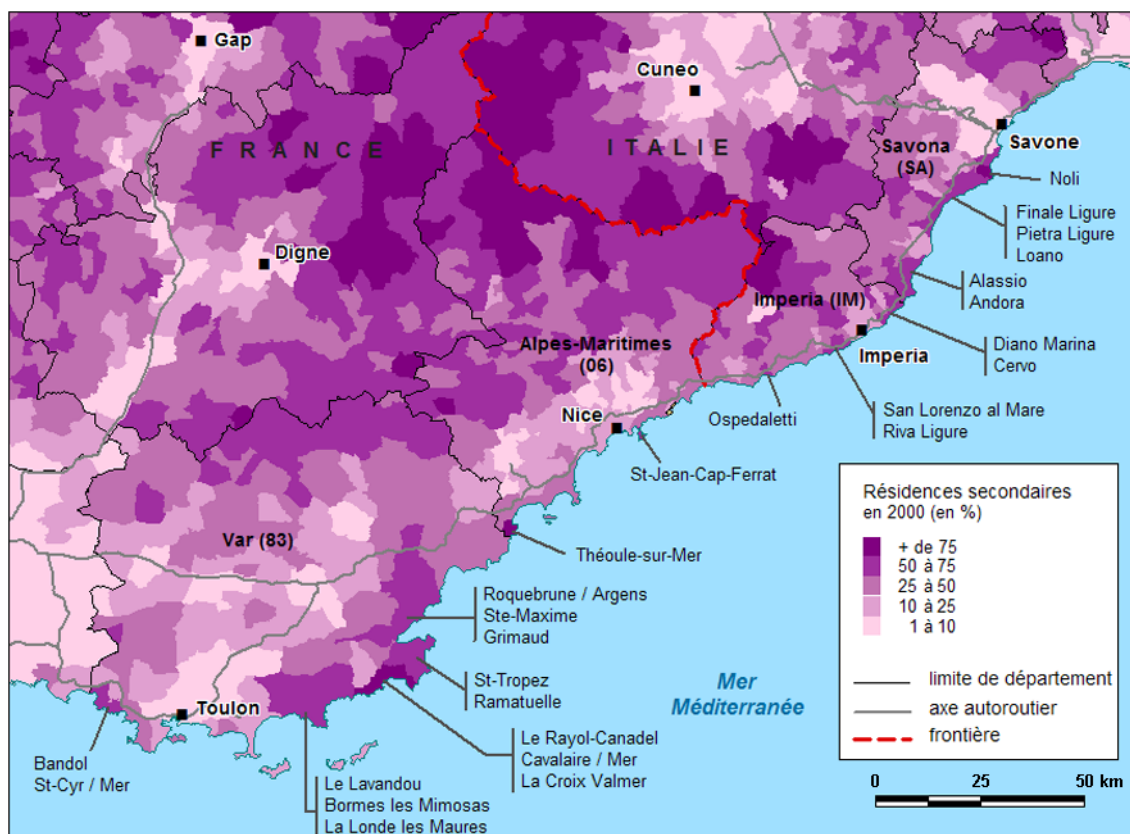 Gap
Cuneo
FRANCE
ITALIE
Savona
(SA)
Savone
Noli
Finale Ligure
Pietra Ligure
Loano
Digne
Alassio
Andora
Imperia (IM)
Alpes-Maritimes
(06)
Imperia
Diano Marina
Cervo
Nice
Ospedaletti
San Lorenzo al Mare
Riva Ligure
St-Jean-Cap-Ferrat
Var (83)
Théoule-sur-Mer
Roquebrune / Argens
Ste-Maxime
Grimaud
St-Tropez
Ramatuelle
Mer
Méditerranée
Toulon
Bandol
St-Cyr / Mer
Le Rayol-Canadel
Cavalaire / Mer
La Croix Valmer
Le Lavandou
Bormes les Mimosas
La Londe les Maures
Résidences secondaires
en 2000 (en %)
+ de 75
50 à 75
25 à 50
10 à 25
1 à 10
limite de département
axe autoroutier
frontière
0 25 50 km